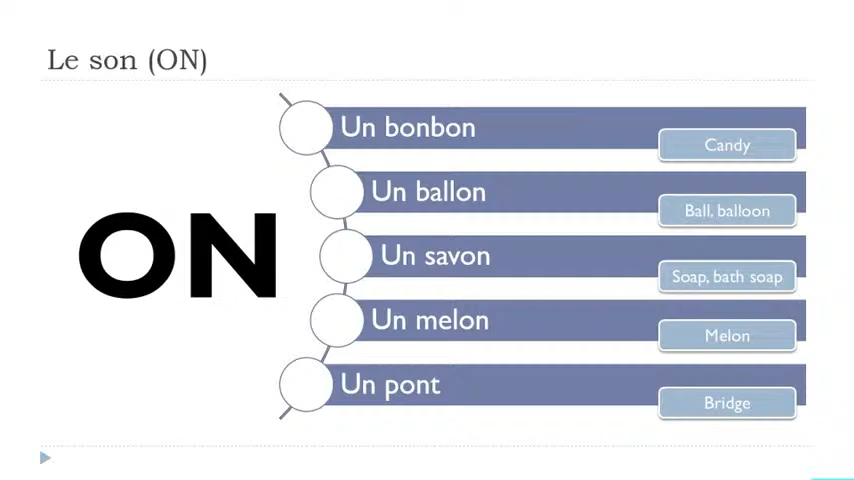 Le son (ON)
ON
Un bonbon
Candy
Un ballon
Ball, balloon
Un savon
Soap, bath soap
Un melon
Melon
Un pont
Bridge